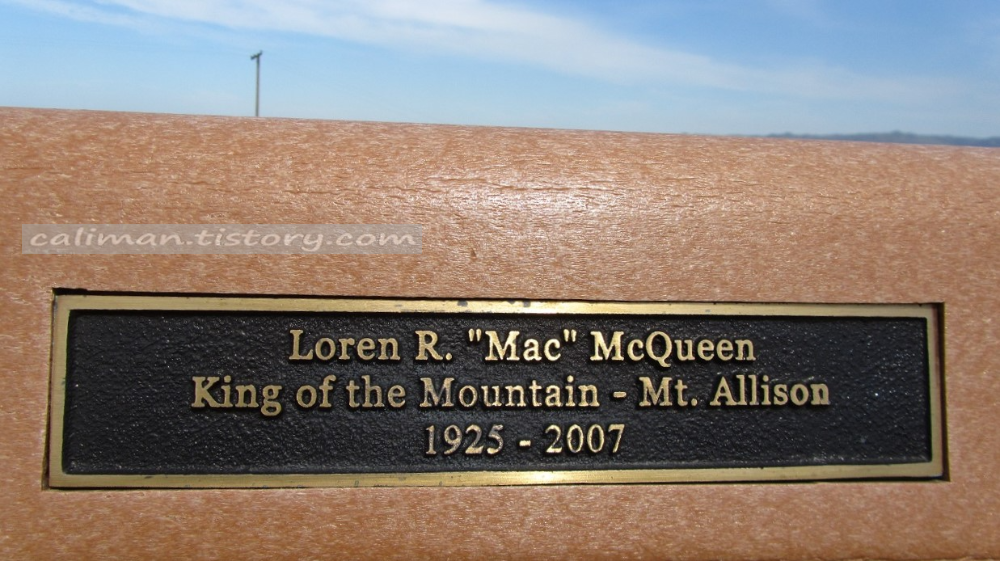 caliman.tistory.com
Loren R. "Mac" McQueen
King of the Mountain - Mt. Allison
1925 - 2007